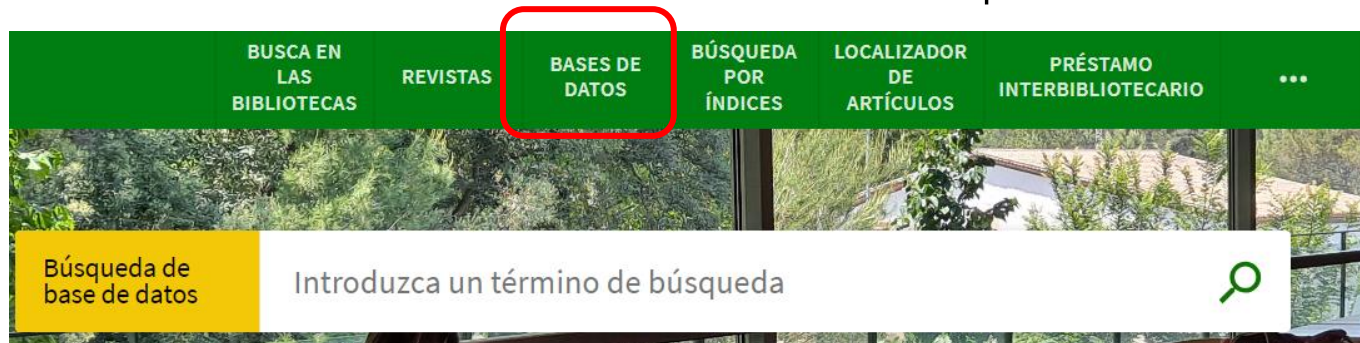 BUSCA EN
LAS
BIBLIOTECAS
REVISTAS
BASES DE
DATOS
BÚSQUEDA
POR
ÍNDICES
LOCALIZADOR
DE
ARTÍCULOS
PRÉSTAMO
INTERBIBLIOTECARIO
•••
Búsqueda de
base de datos
Introduzca un término de búsqueda